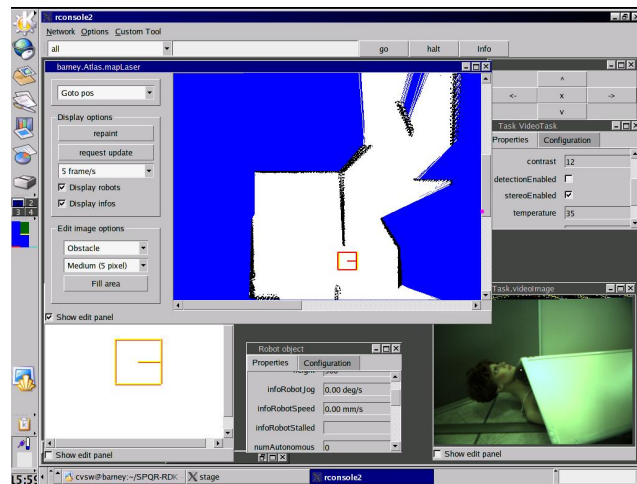 rconsole2
Network Options Custom Tool
all
go
halt
Info
barney.Atlas.mapLaser
Goto pos
Display options
repaint
request update
5 frame/s
Display robots
Display infos
Edit image options
Obstacle
Medium (5 pixel)
Fill area
Show edit panel
^
<-
x
->
v
Task VideoTask
Properties
Configuration
contrast 12
detectionEnabled
stereoEnabled
temperature 35
Task.videoImage
Robot object
Properties
Configuration
infoRobotJog 0.00 deg/s
infoRobotSpeed 0.00 mm/s
infoRobotStalled
numAutonomous 0
Show edit panel
Show edit panel
2
3 4
cvsw@barney:~/SPQR-RDK
stage
rconsole2